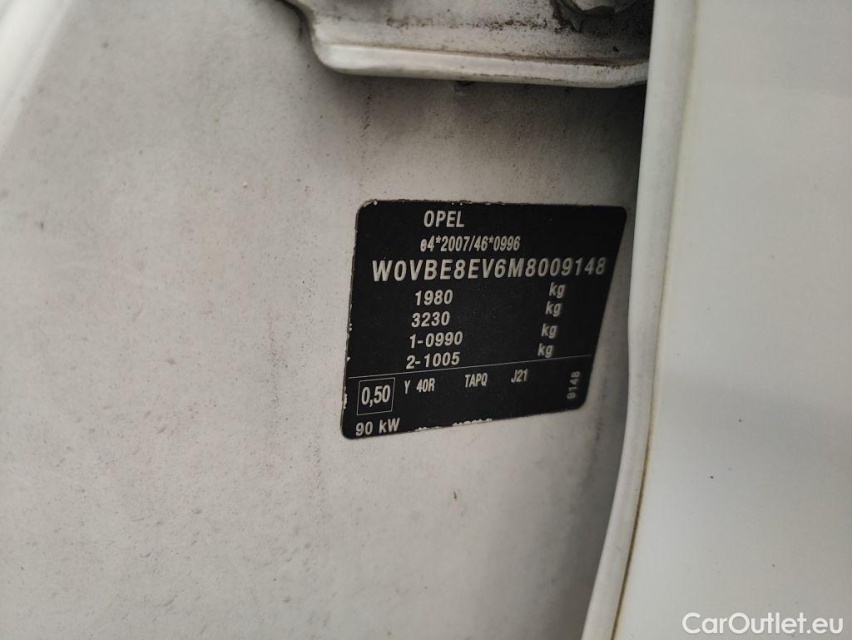 OPEL
e4*2007/46*0996
W0VBE8EV6M8009148
1980 kg
3230 kg
1-0990 kg
2-1005 kg
0,50 Y 40R TAPQ J21 9148
90 kW
CarOutlet.eu